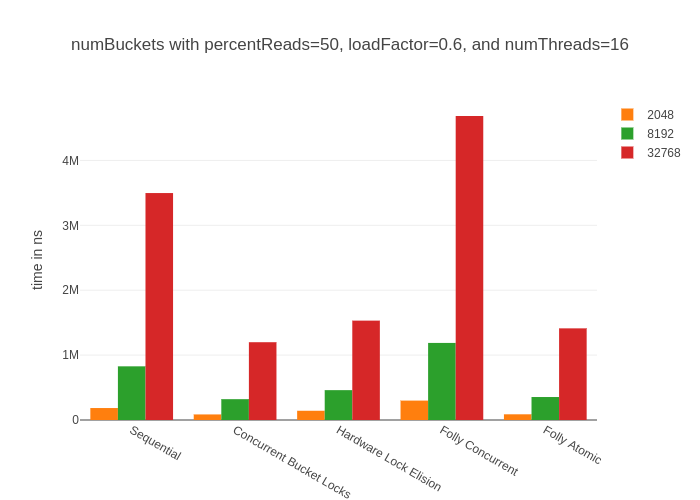 numBuckets with percentReads=50, loadFactor=0.6, and numThreads=16
2048
8192
32768
time in ns
4M
3M
2M
1M
0
Sequential
Concurrent Bucket Locks
Hardware Lock Elision
Folly Concurrent
Folly Atomic